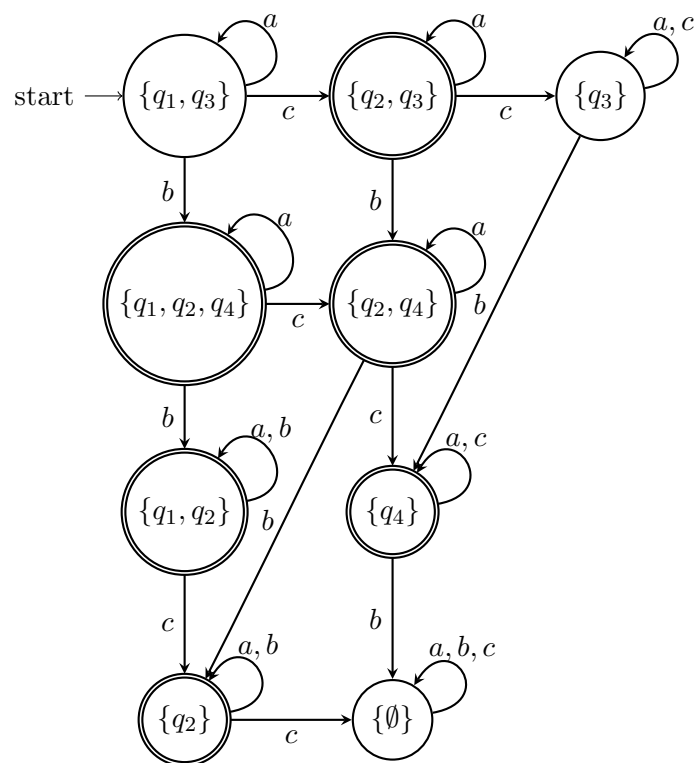 a a a, c
start {q1, q3} c {q2, q3} c {q3}
b b
a a
{q1, q2, q4} c {q2, q4} b
b c
a, b a, c
{q1, q2} b {q4}
c b
a, b a, b, c
{q2} c {∅}